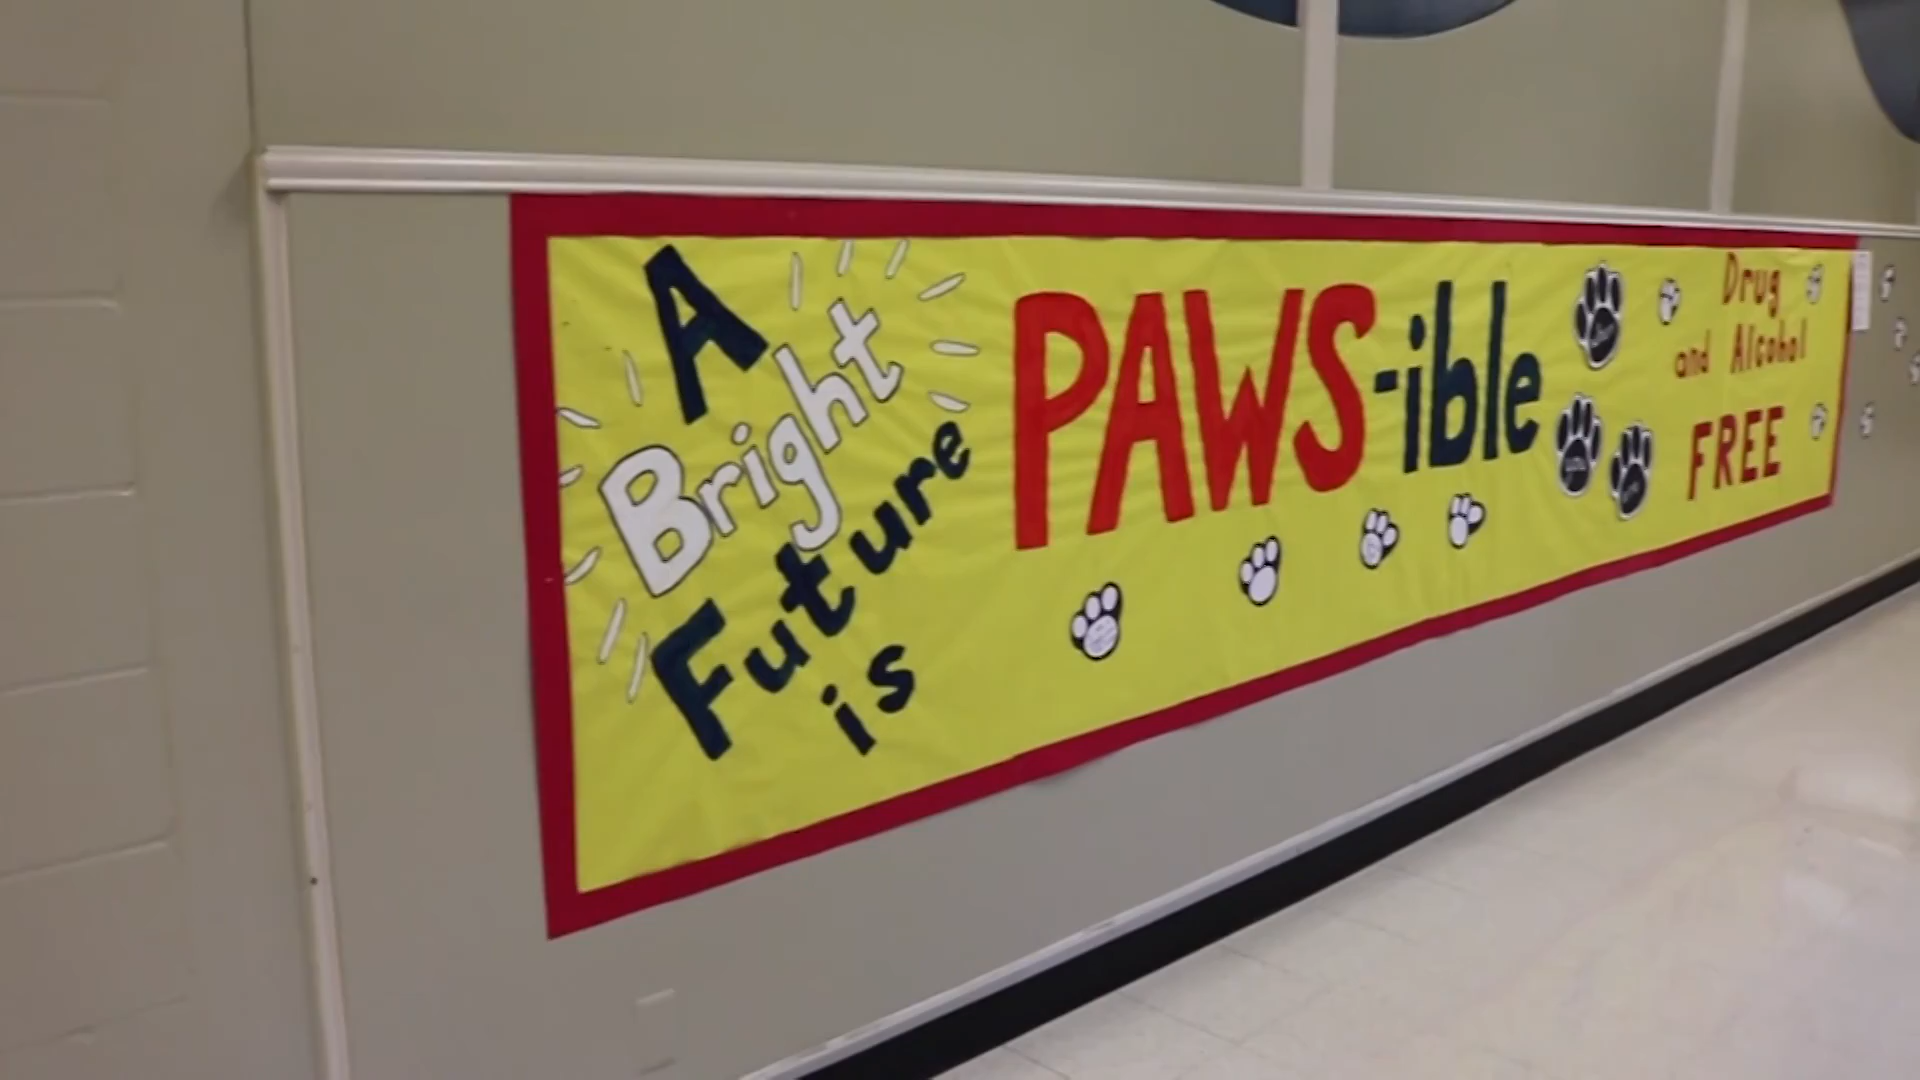 A
Bright
Future
is
PAWS-ible
Drug
and Alcohol
FREE